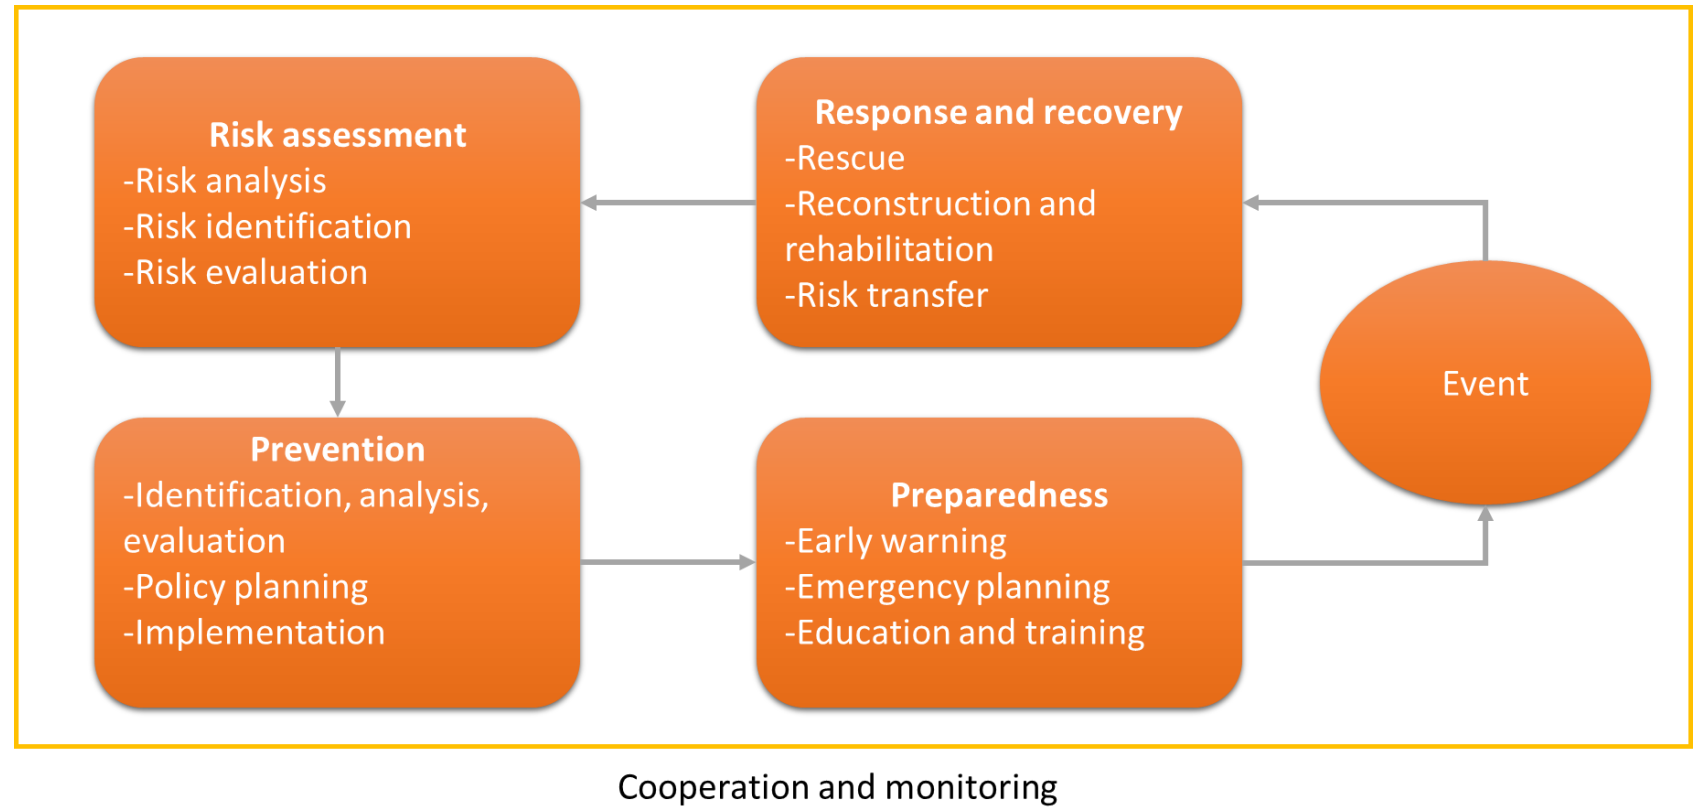 Risk assessment
-Risk analysis
-Risk identification
-Risk evaluation
Response and recovery
-Rescue
-Reconstruction and
rehabilitation
-Risk transfer
Event
Prevention
-Identification, analysis,
evaluation
-Policy planning
-Implementation
Preparedness
-Early warning
-Emergency planning
-Education and training
Cooperation and monitoring